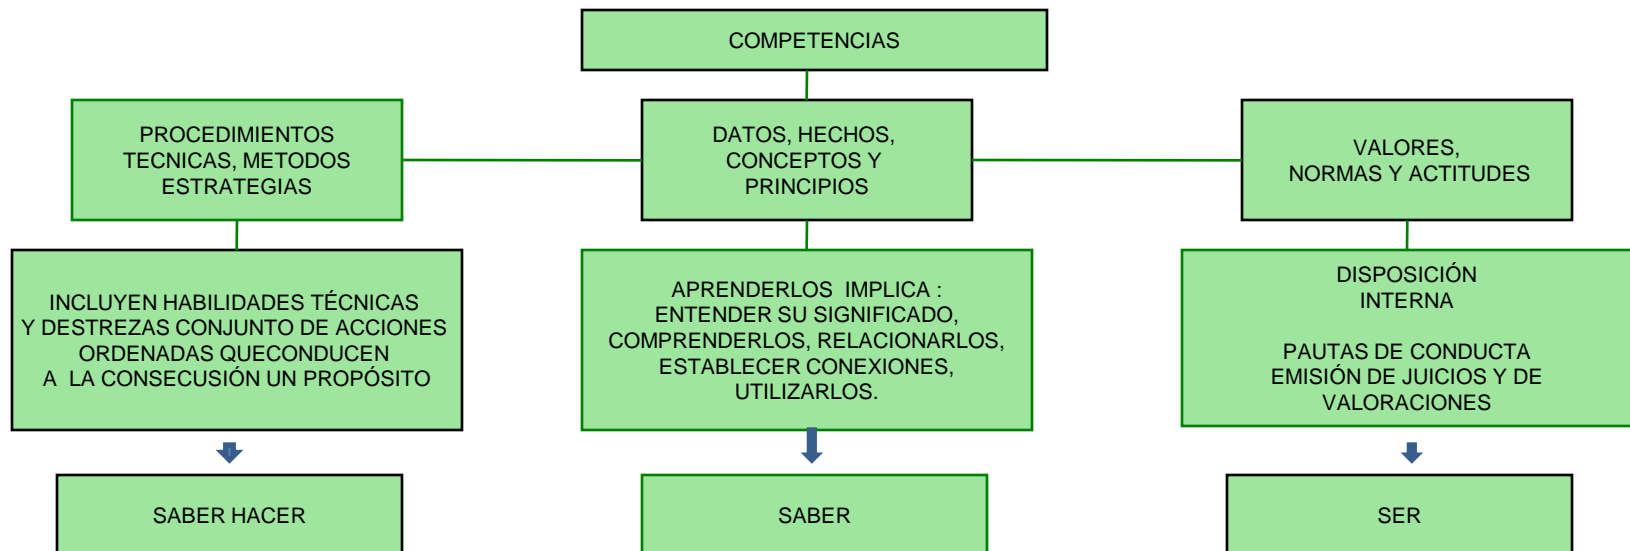 COMPETENCIAS
PROCEDIMIENTOS
TECNICAS, METODOS
ESTRATEGIAS
DATOS, HECHOS,
CONCEPTOS Y
PRINCIPIOS
VALORES,
NORMAS Y ACTITUDES
INCLUYEN HABILIDADES TÉCNICAS
Y DESTREZAS CONJUNTO DE ACCIONES
ORDENADAS QUECONDUCEN
A LA CONSECUSIÓN UN PROPÓSITO
APRENDERLOS IMPLICA :
ENTENDER SU SIGNIFICADO,
COMPRENDERLOS, RELACIONARLOS,
ESTABLECER CONEXIONES,
UTILIZARLOS.
DISPOSICIÓN
INTERNA
PAUTAS DE CONDUCTA
EMISIÓN DE JUICIOS Y DE
VALORACIONES
SABER HACER
SABER
SER